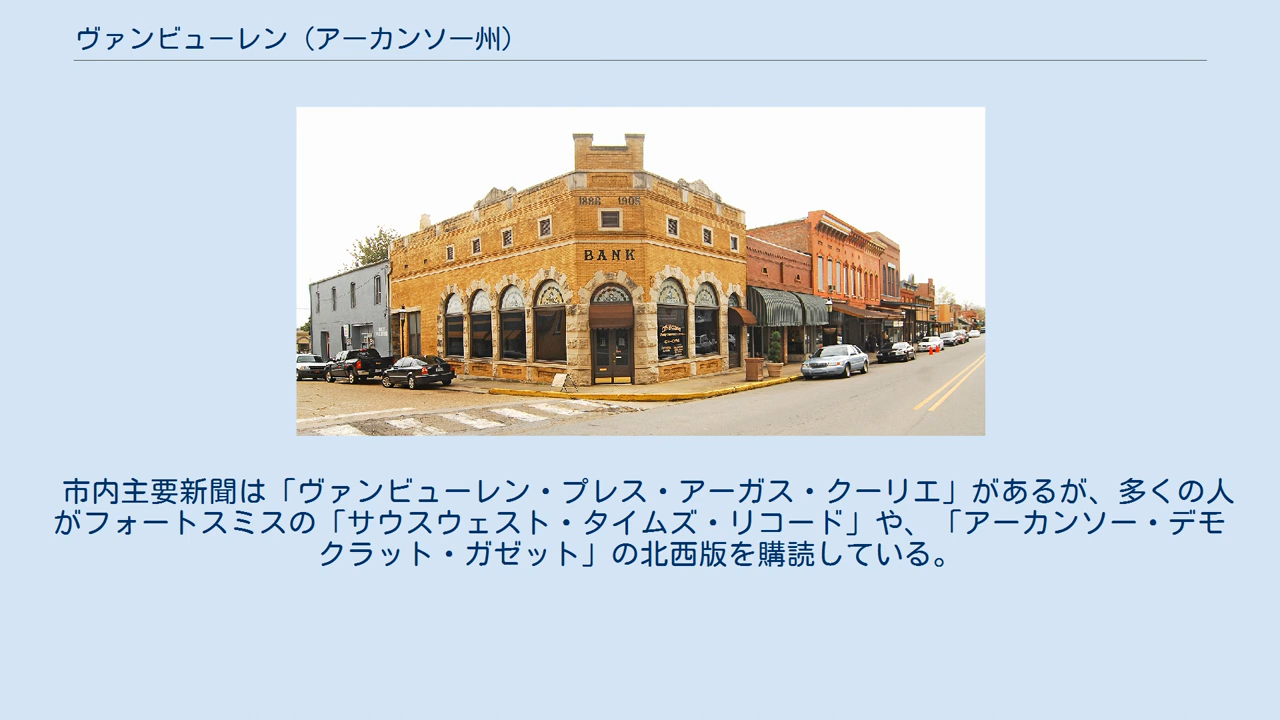 ヴァンビューレン（アーカンソー州）
1886 1905
BANK
市内主要新聞は「ヴァンビューレン・プレス・アーガス・クーリエ」があるが、多くの人
がフォートスミスの「サウスウェスト・タイムズ・リコード」や、「アーカンソー・デモ
クラット・ガゼット」の北西版を購読している。